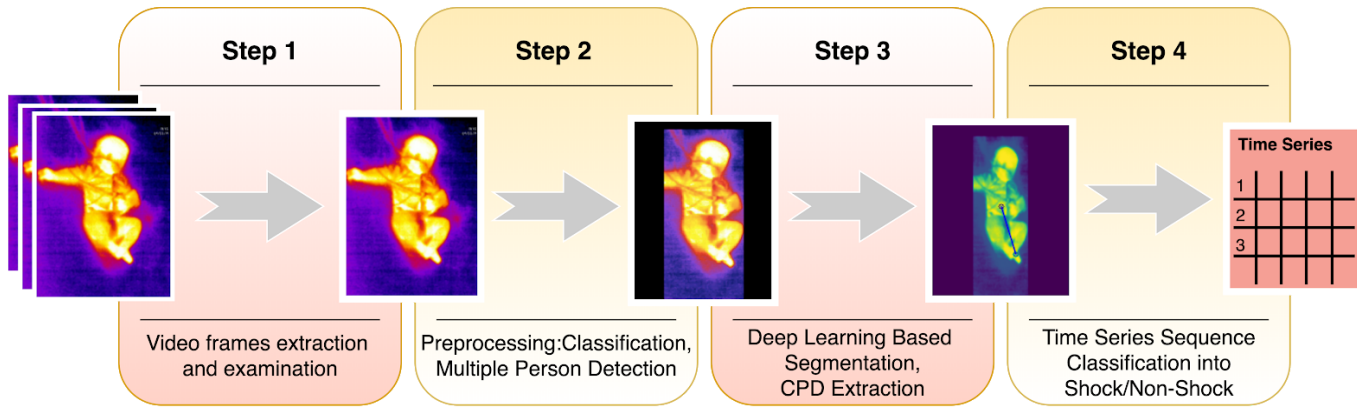 Step 1
Step 2
Step 3
Step 4
Time Series
1
2
3
Video frames extraction
and examination
Preprocessing:Classification,
Multiple Person Detection
Deep Learning Based
Segmentation,
CPD Extraction
Time Series Sequence
Classification into
Shock/Non-Shock